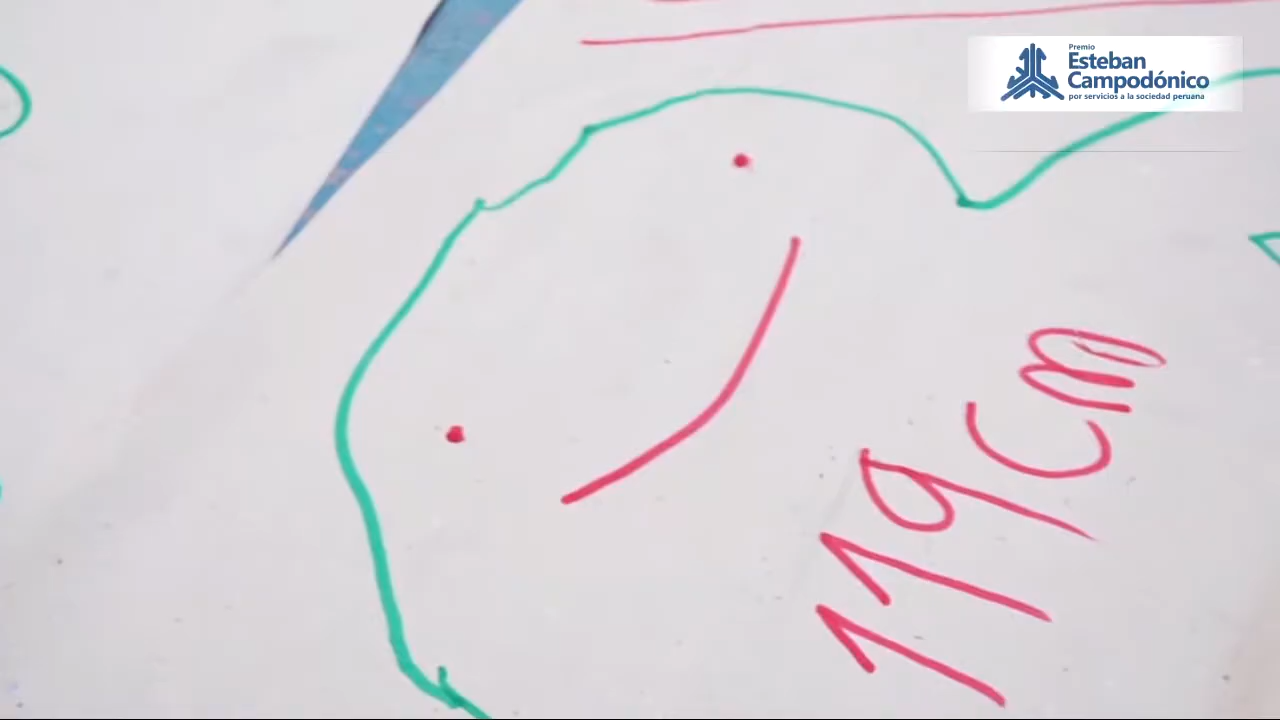 Premio
Esteban
Campodónico
por servicios a la sociedad peruana
119cm